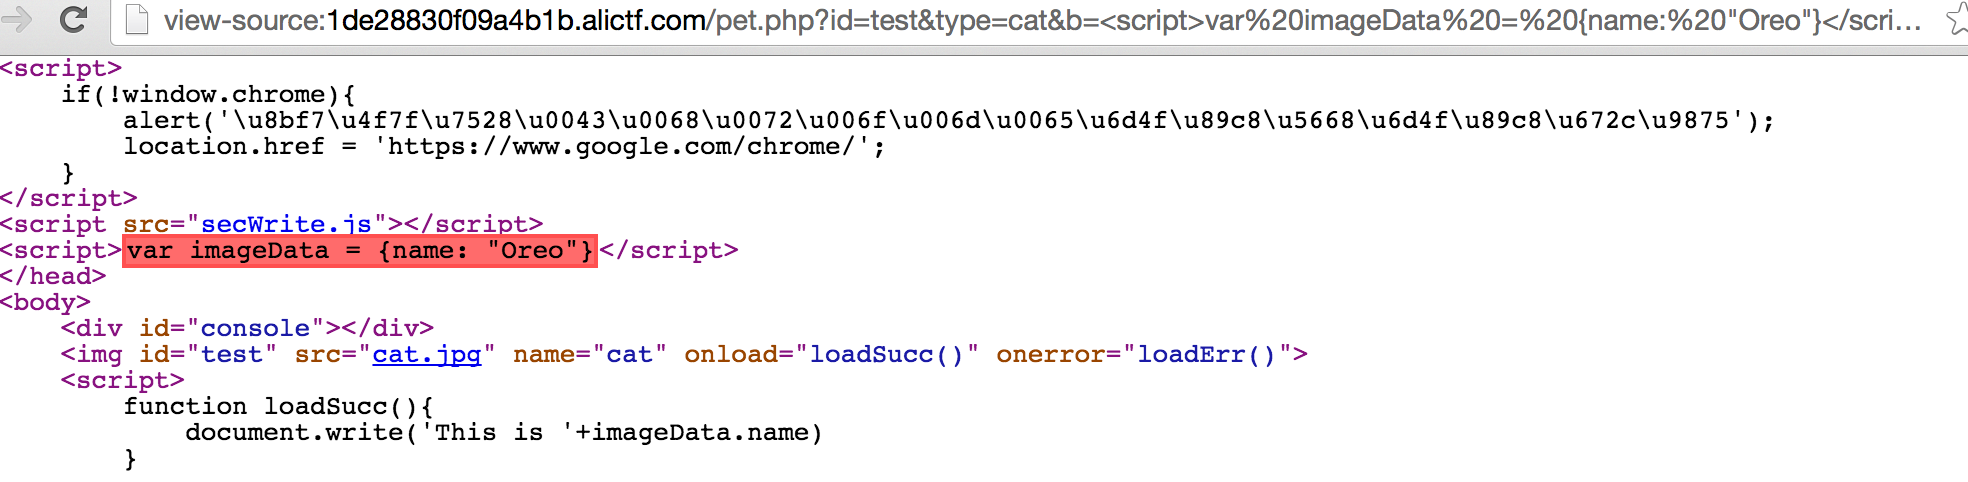 view-source:1de28830f09a4b1b.alictf.com/pet.php?id=test&type=cat&b=<script>var%20imageData%20=%20{name:%20"Oreo"}</scri...
<script>
if(!window.chrome){
alert('\u8bf7\u4f7f\u7528\u0043\u0068\u0072\u006f\u006d\u0065\u6d4f\u89c8\u5668\u6d4f\u89c8\u672c\u9875');
location.href = 'https://www.google.com/chrome/';
}
</script>
<script src="secWrite.js"></script>
<script>var imageData = {name: "Oreo"}</script>
</head>
<body>
<div id="console"></div>
<img id="test" src="cat.jpg" name="cat" onload="loadSucc()" onerror="loadErr()">
<script>
function loadSucc(){
document.write('This is '+imageData.name)
}